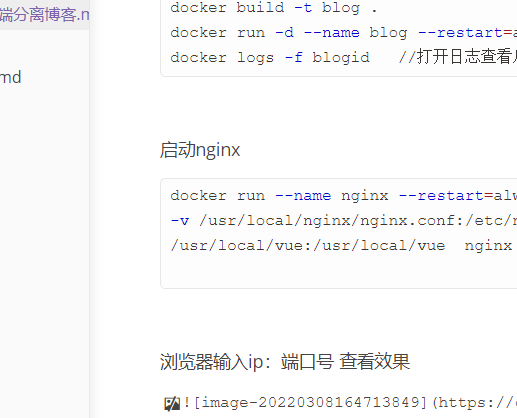 端分离博客.m
md
docker build -t blog .
docker run -d --name blog --restart=a
docker logs -f blogid //打开日志查看
启动nginx
docker run --name nginx --restart=alw
-v /usr/local/nginx/nginx.conf:/etc/n
/usr/local/vue:/usr/local/vue nginx
浏览器输入ip：端口号 查看效果
![image-20220308164713849](https://